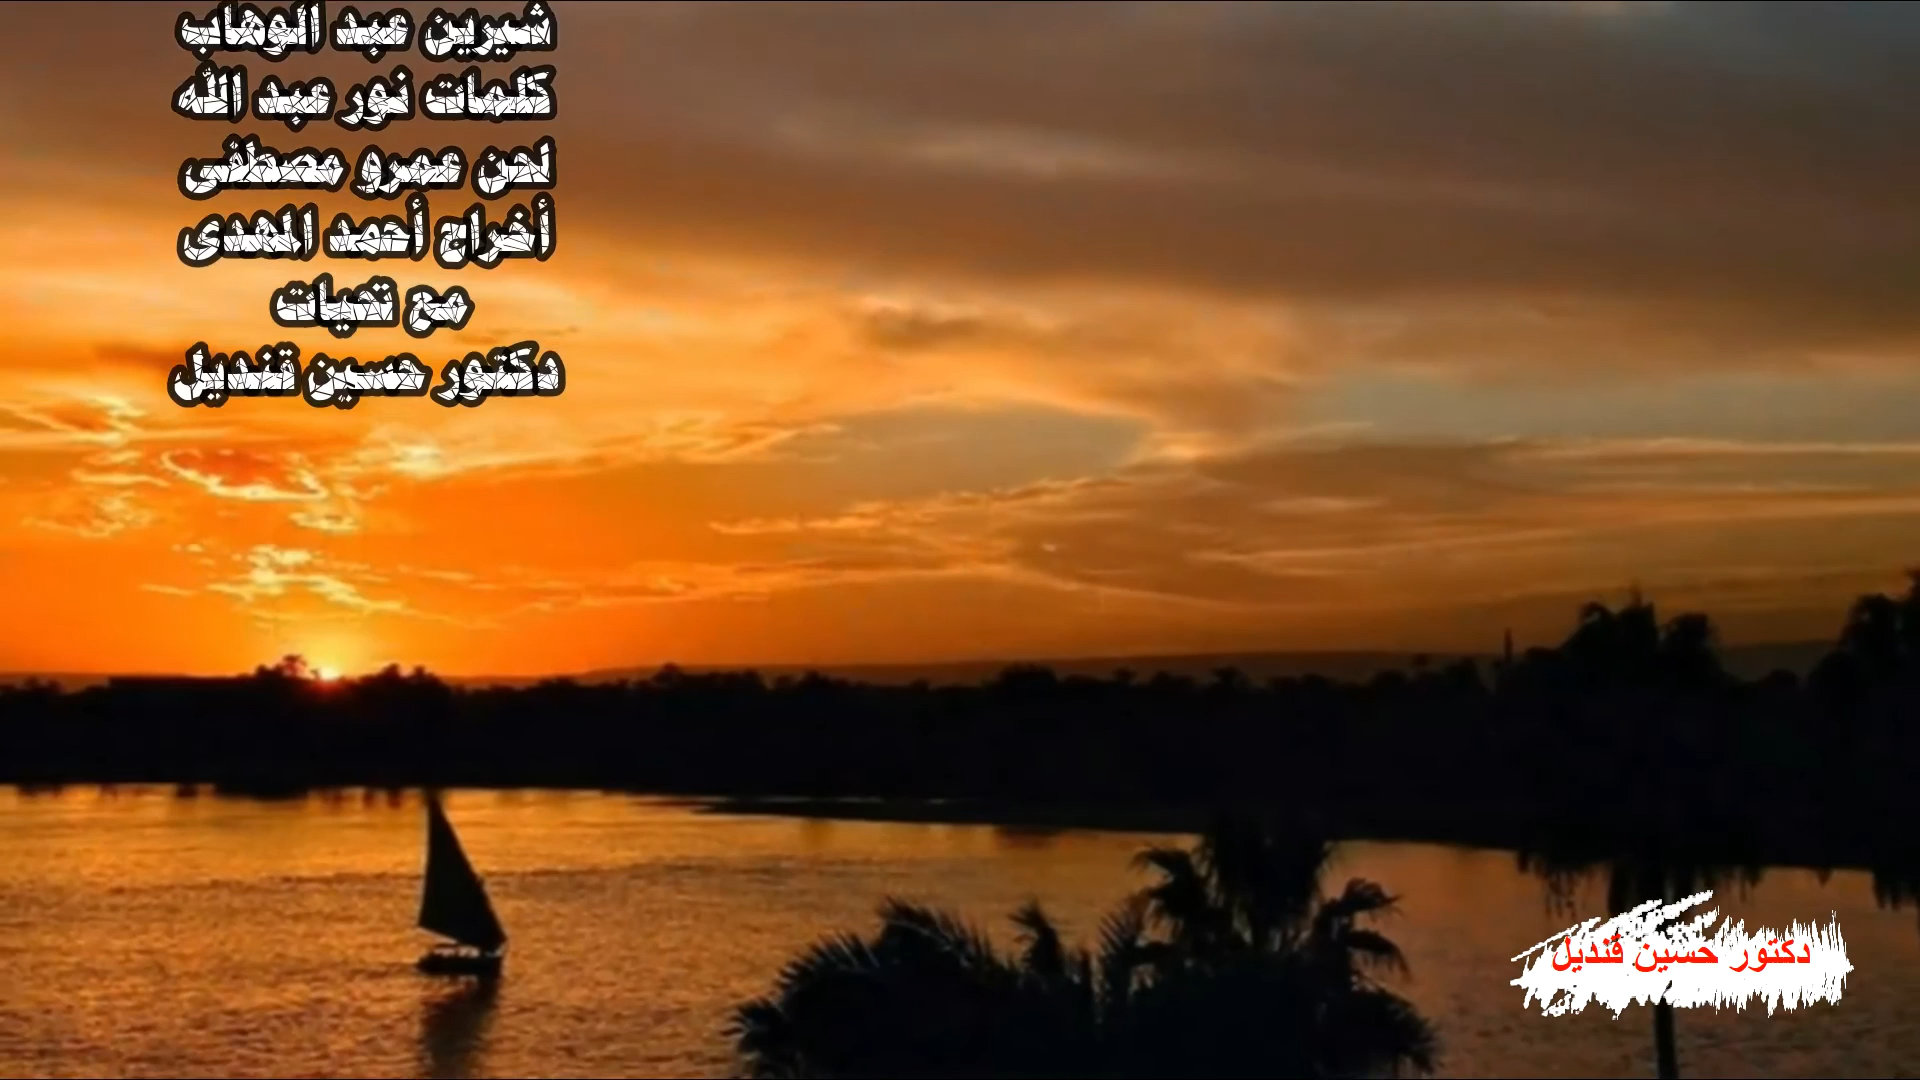 شيرين عبد الوهاب
كلمات نور عبد الله
لحن عمرو مصطفى
أخراج أحمد المهدى
مع تحيات
دكتور حسين قنديل
دكتور حسين قنديل